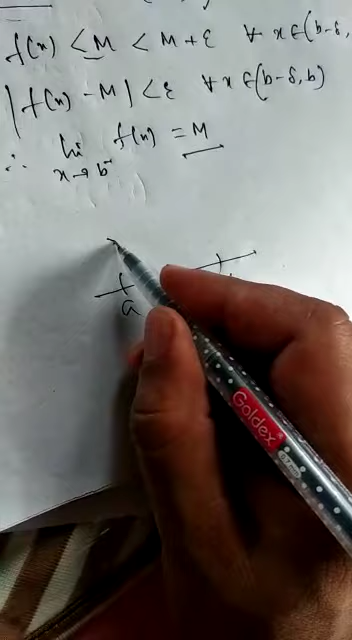 f(x) ≤ M < M + ε ∀ x ∈ (b-δ,
|f(x) - M| < ε ∀ x ∈ (b-δ, b)
∴ lim f(x) = M
x→b⁻
a
Goldex